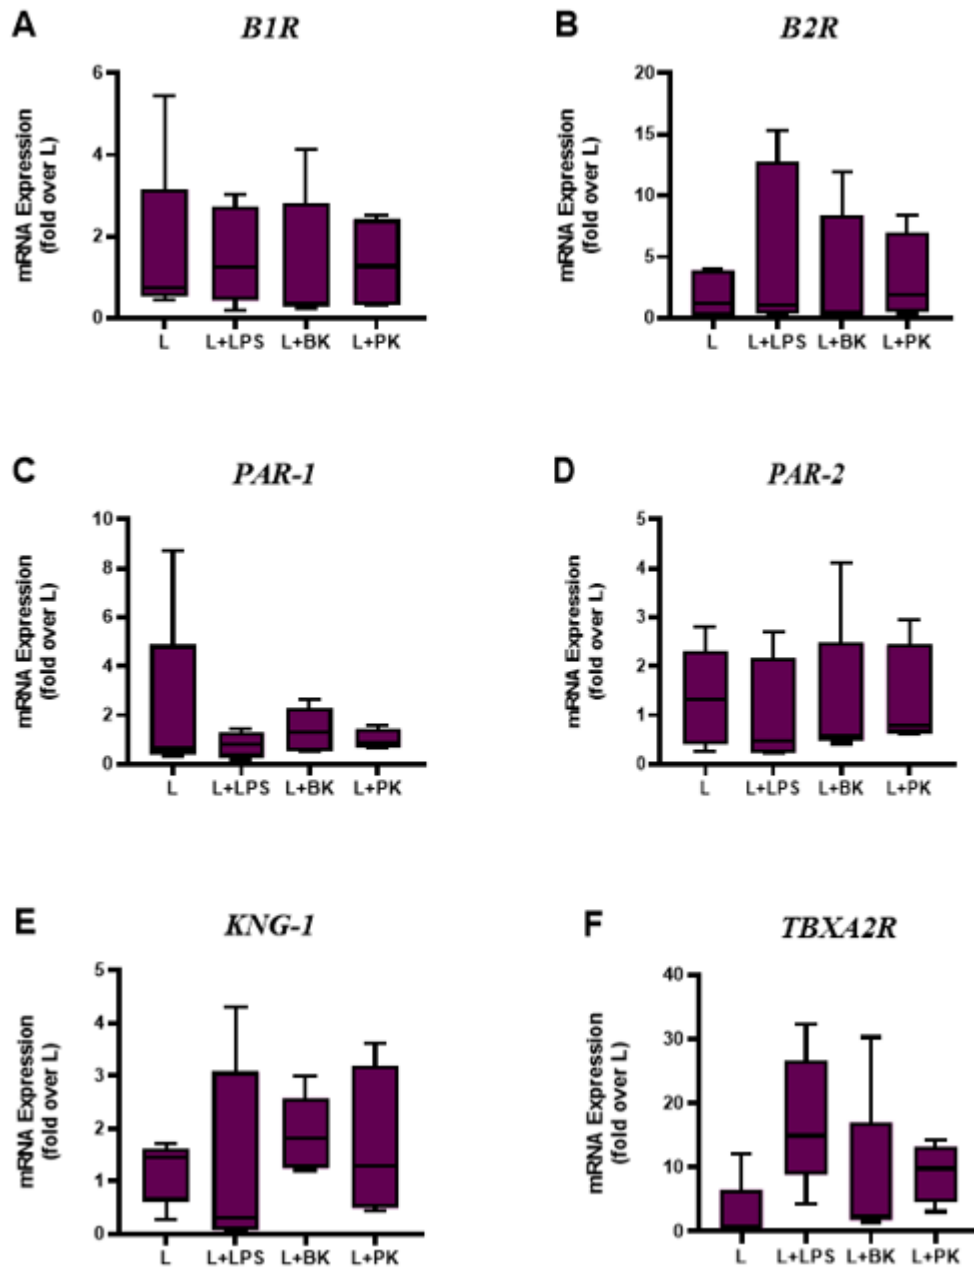 A B1R
mRNA Expression
(fold over L)
6
4
2
0
L L+LPS L+BK L+PK
B B2R
mRNA Expression
(fold over L)
20
15
10
5
0
L L+LPS L+BK L+PK
C PAR-1
mRNA Expression
(fold over L)
10
8
6
4
2
0
L L+LPS L+BK L+PK
D PAR-2
mRNA Expression
(fold over L)
5
4
3
2
1
0
L L+LPS L+BK L+PK
E KNG-1
mRNA Expression
(fold over L)
5
4
3
2
1
0
L L+LPS L+BK L+PK
F TBXA2R
mRNA Expression
(fold over L)
40
30
20
10
0
L L+LPS L+BK L+PK